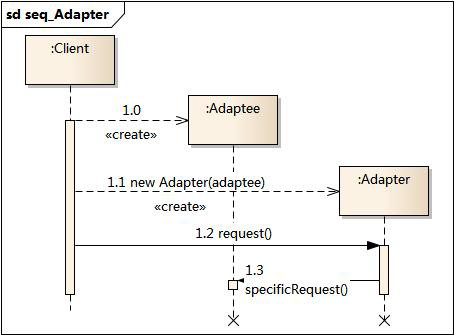 sd seq_Adapter
:Client
:Adaptee
1.0
«create»
:Adapter
1.1 new Adapter(adaptee)
«create»
1.2 request()
1.3
specificRequest()